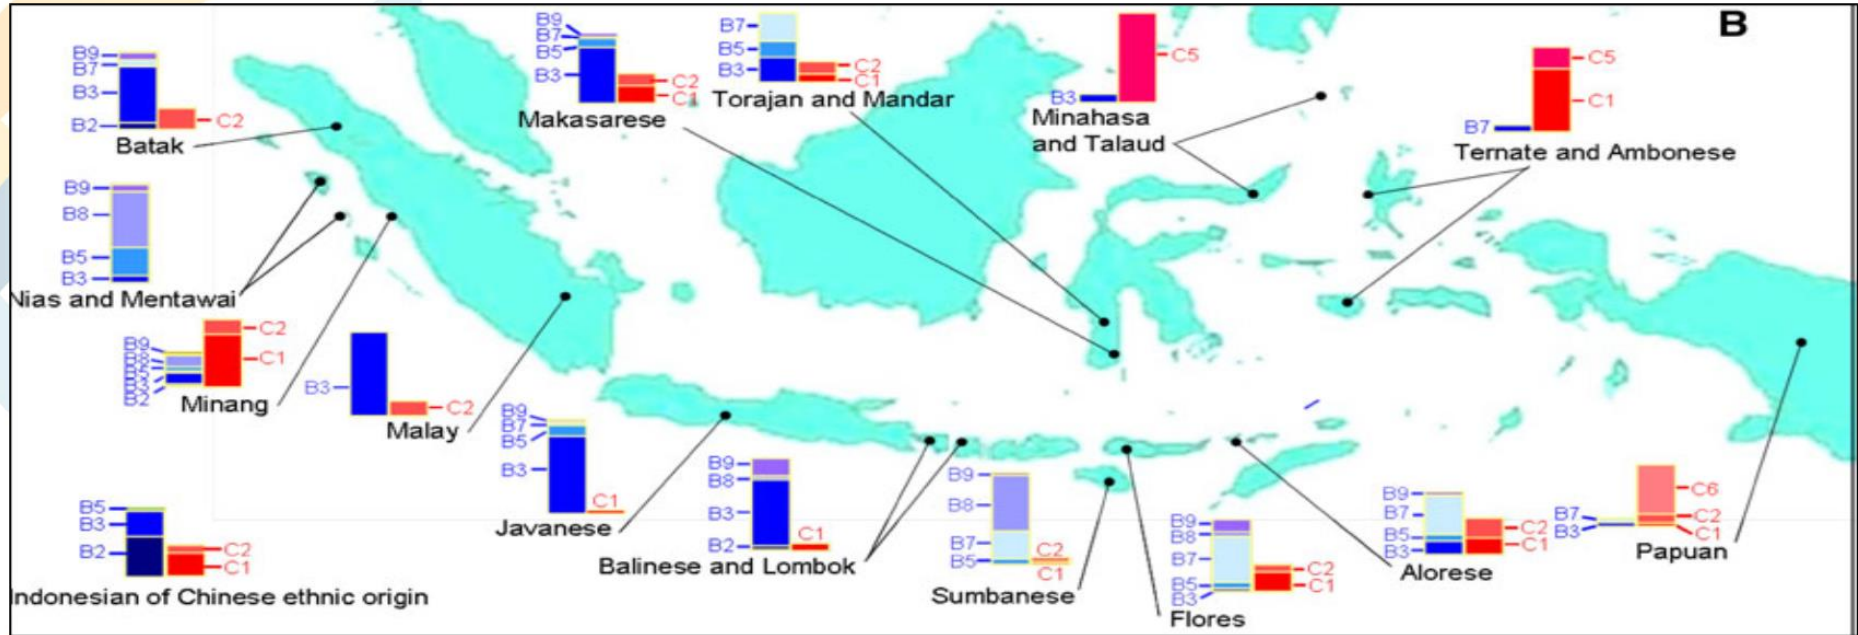 B
B9
B7
B3
B2
C2
Batak
B9
B7
B5
B3
C2
C1
Makasarese
B7
B5
B3
C2
C1
Torajan and Mandar
B3
C5
Minahasa
and Talaud
C5
C1
B7
Ternate and Ambonese
B9
B8
B5
B3
Nias and Mentawai
C2
C1
B9
B8
B5
B3
B2
Minang
B3
C2
Malay
B9
B7
B5
B3
C1
Javanese
B9
B8
B3
B2
C1
Balinese and Lombok
B9
B8
B7
B5
C2
C1
Sumbanese
B9
B8
B7
B5
B3
C2
C1
Flores
B9
B7
B5
B3
C2
C1
Alorese
B7
B3
C6
C2
C1
Papuan
B5
B3
B2
C2
C1
Indonesian of Chinese ethnic origin